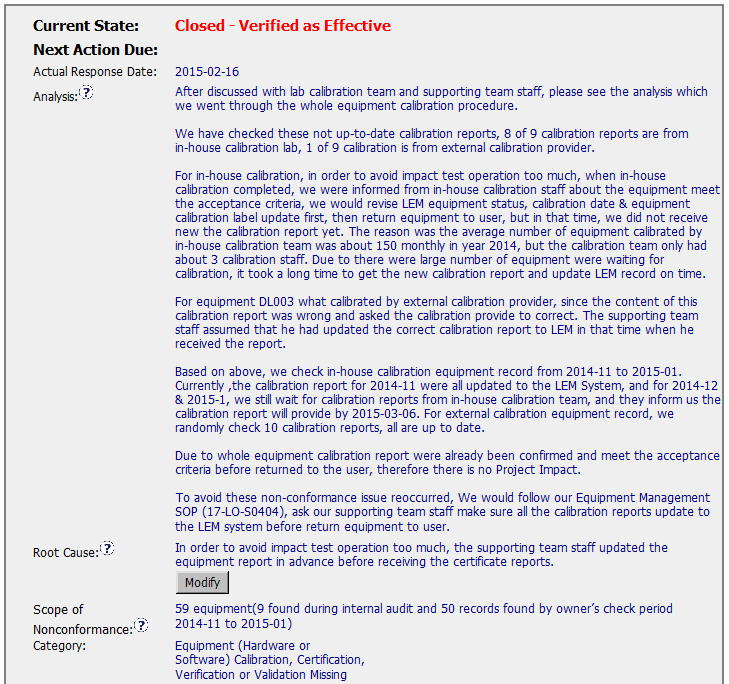 Current State: Closed - Verified as Effective
Next Action Due:
Actual Response Date: 2015-02-16
Analysis:? After discussed with lab calibration team and supporting team staff, please see the analysis which
we went through the whole equipment calibration procedure.
We have checked these not up-to-date calibration reports, 8 of 9 calibration reports are from
in-house calibration lab, 1 of 9 calibration is from external calibration provider.
For in-house calibration, in order to avoid impact test operation too much, when in-house
calibration completed, we were informed from in-house calibration staff about the equipment meet
the acceptance criteria, we would revise LEM equipment status, calibration date & equipment
calibration label update first, then return equipment to user, but in that time, we did not receive
new the calibration report yet. The reason was the average number of equipment calibrated by
in-house calibration team was about 150 monthly in year 2014, but the calibration team only had
about 3 calibration staff. Due to there were large number of equipment were waiting for
calibration, it took a long time to get the new calibration report and update LEM record on time.
For equipment DL003 what calibrated by external calibration provider, since the content of this
calibration report was wrong and asked the calibration provide to correct. The supporting team
staff assumed that he had updated the correct calibration report to LEM in that time when he
received the report.
Based on above, we check in-house calibration equipment record from 2014-11 to 2015-01.
Currently ,the calibration report for 2014-11 were all updated to the LEM System, and for 2014-12
& 2015-1, we still wait for calibration reports from in-house calibration team, and they inform us the
calibration report will provide by 2015-03-06. For external calibration equipment record, we
randomly check 10 calibration reports, all are up to date.
Due to whole equipment calibration report were already been confirmed and meet the acceptance
criteria before returned to the user, therefore there is no Project Impact.
To avoid these non-conformance issue reoccurred, We would follow our Equipment Management
SOP (17-LO-S0404), ask our supporting team staff make sure all the calibration reports update to
the LEM system before return equipment to user.
Root Cause:? In order to avoid impact test operation too much, the supporting team staff updated the
equipment report in advance before receiving the certificate reports.
Modify
Scope of 59 equipment(9 found during internal audit and 50 records found by owner's check period
Nonconformance:? 2014-11 to 2015-01)
Category: Equipment (Hardware or
Software) Calibration, Certification,
Verification or Validation Missing